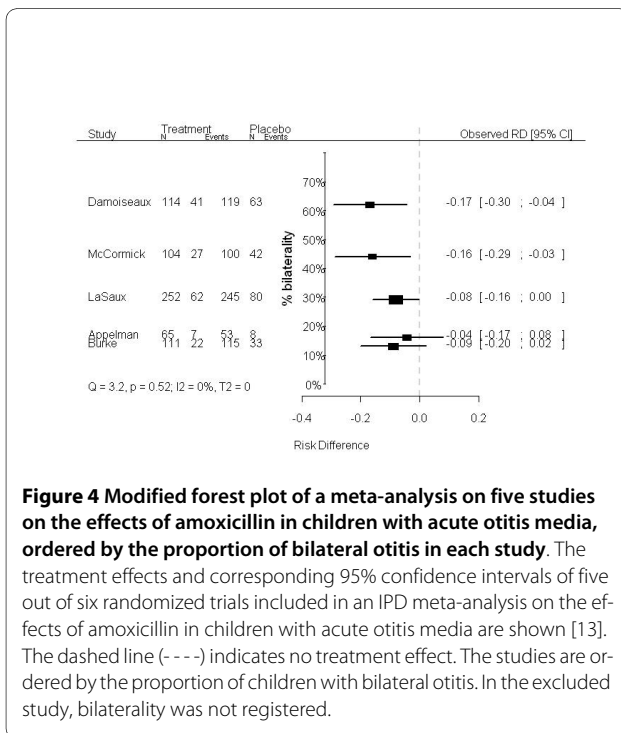 Study Treatment Placebo Observed RD [95% CI]
N Events N Events
70%
Damoiseaux 114 41 119 63 -0.17 [-0.30 ; -0.04 ]
60%
50%
McCormick 104 27 100 42 -0.16 [-0.29 ; -0.03 ]
40%
% bilaterality
LaSaux 252 62 245 80 30% -0.08 [-0.16 ; 0.00 ]
20%
Appelman 65 7 53 8 -0.04 [-0.17 ; 0.08 ]
Burke 111 22 115 33 -0.09 [-0.20 ; 0.02 ]
10%
Q = 3.2, p = 0.52; I2 = 0%, T2 = 0 0%
-0.4 -0.2 0.0 0.2
Risk Difference
Figure 4 Modified forest plot of a meta-analysis on five studies
on the effects of amoxicillin in children with acute otitis media,
ordered by the proportion of bilateral otitis in each study. The
treatment effects and corresponding 95% confidence intervals of five
out of six randomized trials included in an IPD meta-analysis on the ef-
fects of amoxicillin in children with acute otitis media are shown [13].
The dashed line (- - - -) indicates no treatment effect. The studies are or-
dered by the proportion of children with bilateral otitis. In the excluded
study, bilaterality was not registered.